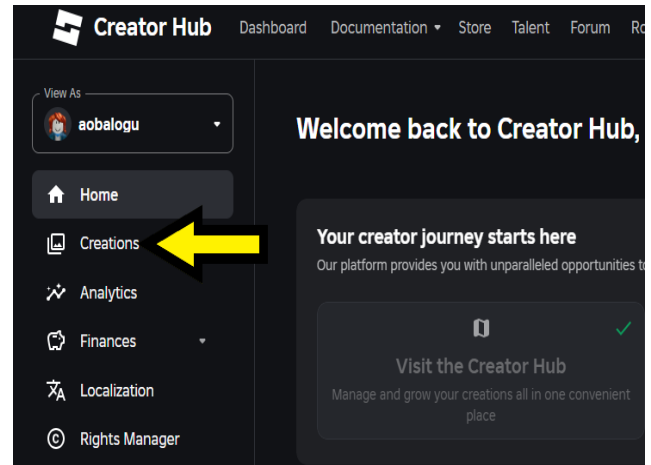 Creator Hub Dashboard Documentation Store Talent Forum
View As
aobalogu
Welcome back to Creator Hub,
Home
Creations
Your creator journey starts here
Our platform provides you with unparalleled opportunities
Analytics
Finances
Visit the Creator Hub
Manage and grow your creations all in one convenient
place
Localization
Rights Manager